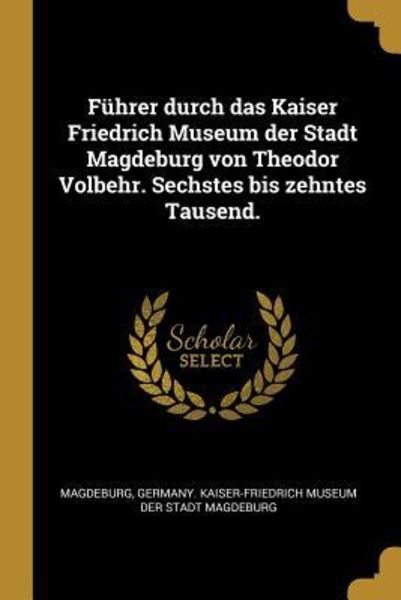 Führer durch das Kaiser
Friedrich Museum der Stadt
Magdeburg von Theodor
Volbehr. Sechstes bis zehntes
Tausend.
Scholar
SELECT
MAGDEBURG, GERMANY. KAISER-FRIEDRICH MUSEUM
DER STADT MAGDEBURG